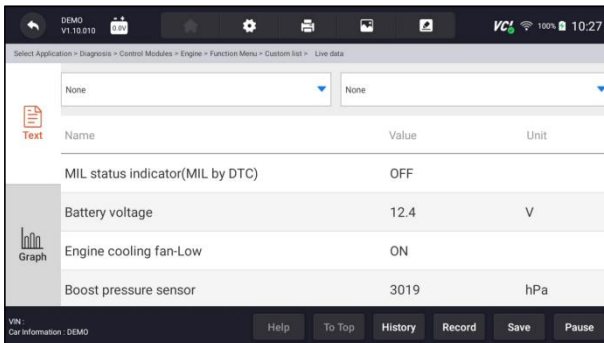 DEMO
V1.10.010
0.0V
VCI
100%
10:27
Select Application > Diagnosis > Control Modules > Engine > Function Menu > Custom list > Live data
None
None
Text
Name Value Unit
MIL status indicator(MIL by DTC) OFF
Battery voltage 12.4 V
Graph
Engine cooling fan-Low ON
Boost pressure sensor 3019 hPa
VIN :
Car Information : DEMO
Help To Top History Record Save Pause